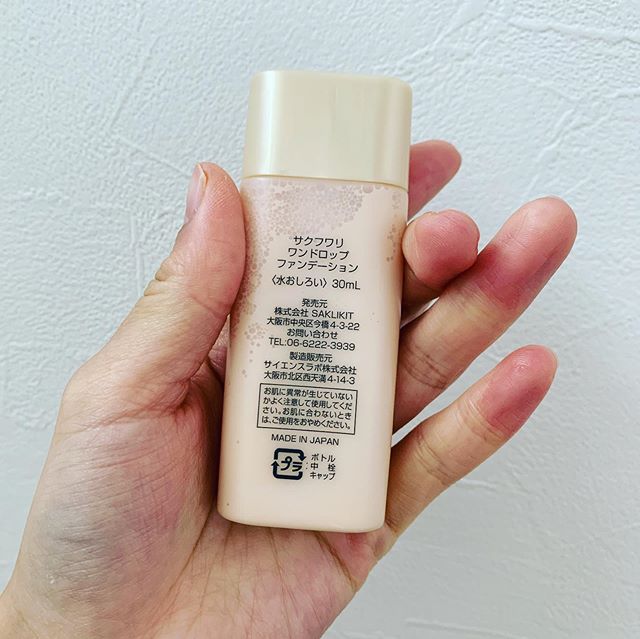 サクフワリ
ワンドロップ
ファンデーション
〈水おしろい〉30mL
発売元
株式会社 SAKLIKIT
大阪市中央区今橋4-3-22
お問い合わせ
TEL:06-6222-3939
製造販売元
サイエンスラボ株式会社
大阪市北区西天満4-14-3
お肌に異常が生じていない
かよく注意して使用してくだ
さい。お肌に合わないとき
は、ご使用をおやめください。
MADE IN JAPAN
プラ
ボトル
:中 栓
キャップ